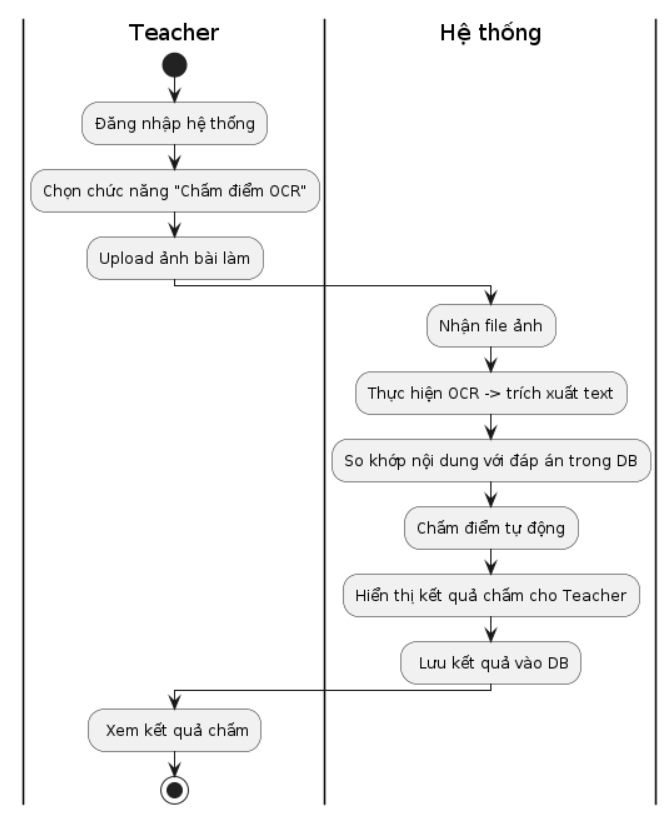 Teacher
Hệ thống
Đăng nhập hệ thống
Chọn chức năng "Chấm điểm OCR"
Upload ảnh bài làm
Nhận file ảnh
Thực hiện OCR -> trích xuất text
So khớp nội dung với đáp án trong DB
Chấm điểm tự động
Hiển thị kết quả chấm cho Teacher
Lưu kết quả vào DB
Xem kết quả chấm